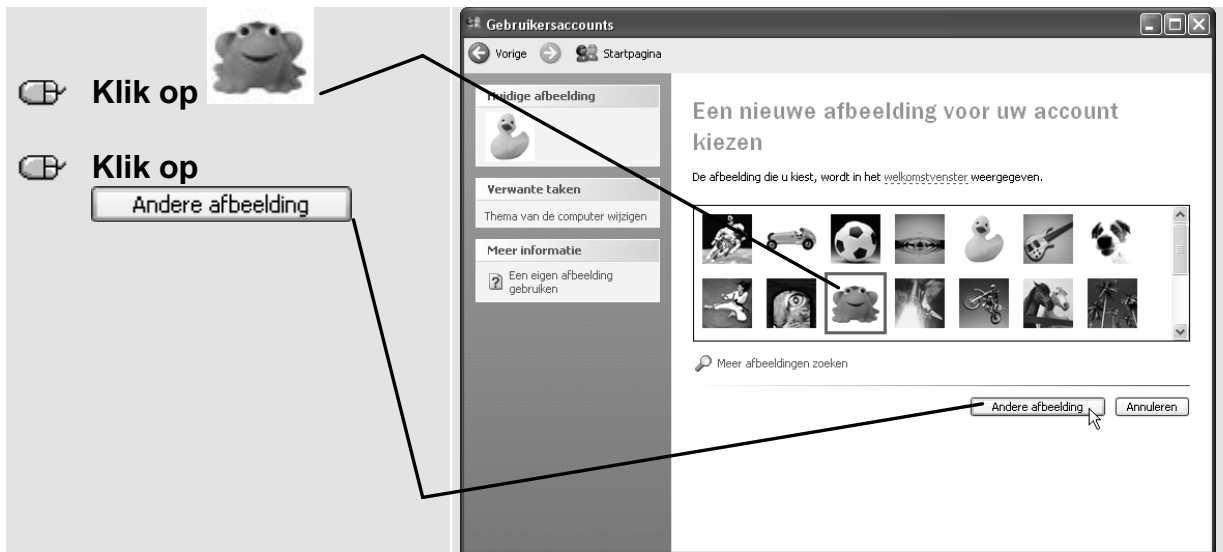 Klik op
Klik op
Andere afbeelding
Gebruikersaccounts
Vorige
Startpagina
Huidige afbeelding
Verwante taken
Thema van de computer wijzigen
Meer informatie
Een eigen afbeelding
gebruiken
Een nieuwe afbeelding voor uw account
kiezen
De afbeelding die u kiest, wordt in het welkomstvenster weergegeven.
Meer afbeeldingen zoeken
Andere afbeelding
Annuleren